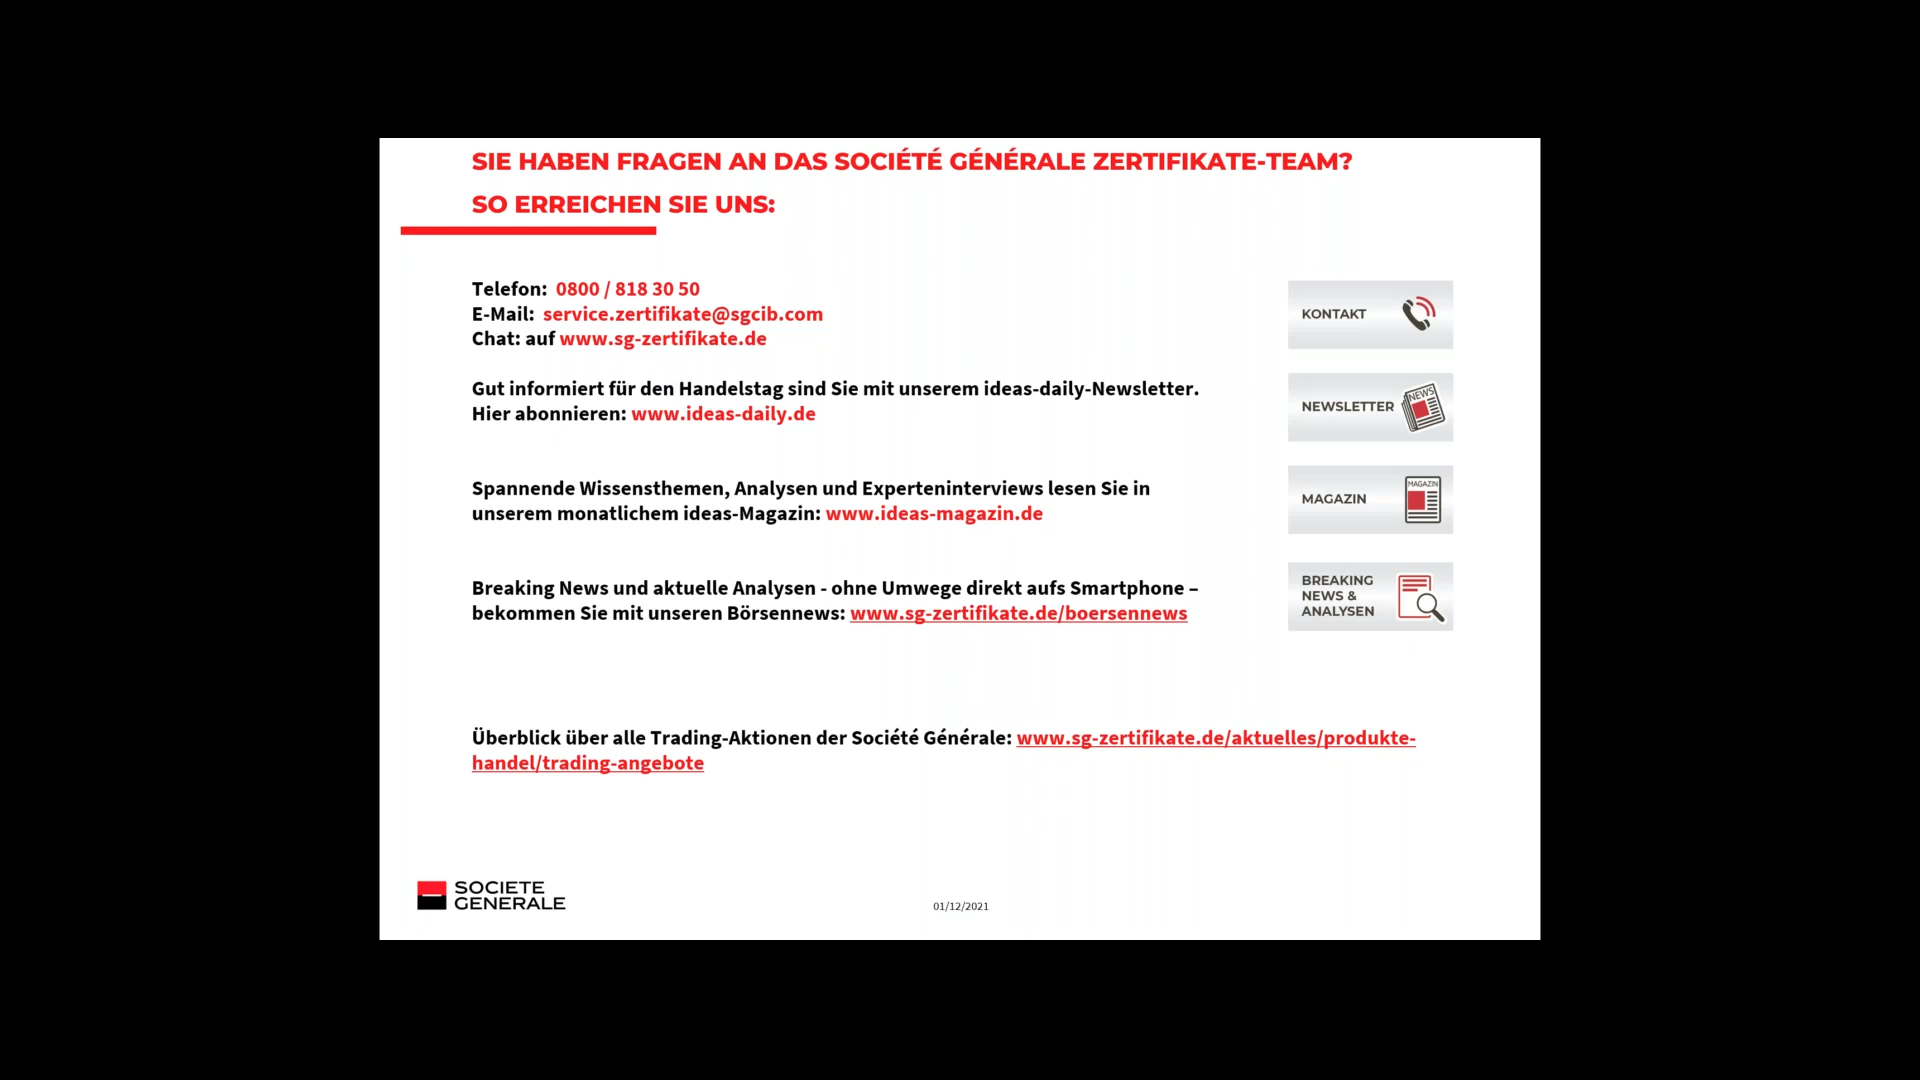 SIE HABEN FRAGEN AN DAS SOCIÉTÉ GÉNÉRALE ZERTIFIKATE-TEAM?
SO ERREICHEN SIE UNS:
Telefon: 0800 / 818 30 50
E-Mail: service.zertifikate@sgcib.com
Chat: auf www.sg-zertifikate.de
KONTAKT
Gut informiert für den Handelstag sind Sie mit unserem ideas-daily-Newsletter.
Hier abonnieren: www.ideas-daily.de
NEWSLETTER
NEWS
Spannende Wissensthemen, Analysen und Experteninterviews lesen Sie in
unserem monatlichem ideas-Magazin: www.ideas-magazin.de
MAGAZIN
MAGAZIN
Breaking News und aktuelle Analysen - ohne Umwege direkt aufs Smartphone –
bekommen Sie mit unseren Börsennews: www.sg-zertifikate.de/boersennews
BREAKING
NEWS &
ANALYSEN
Überblick über alle Trading-Aktionen der Société Générale: www.sg-zertifikate.de/aktuelles/produkte-
handel/trading-angebote
SOCIETE
GENERALE
01/12/2021